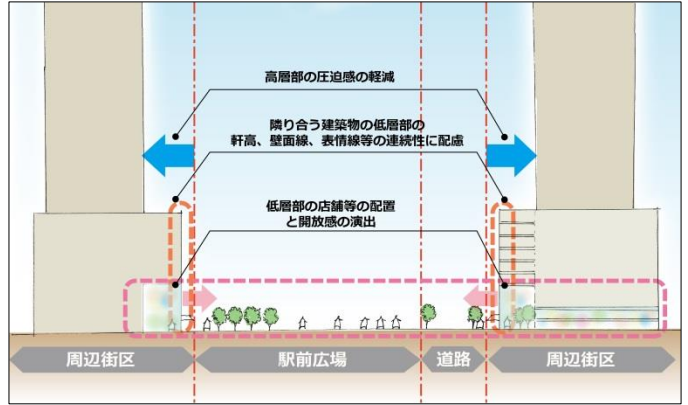 高層部の圧迫感の軽減
隣り合う建築物の低層部の
軒高、壁面線、表情線等の連続性に配慮
低層部の店舗等の配置
と開放感の演出
周辺街区
駅前広場
道路
周辺街区